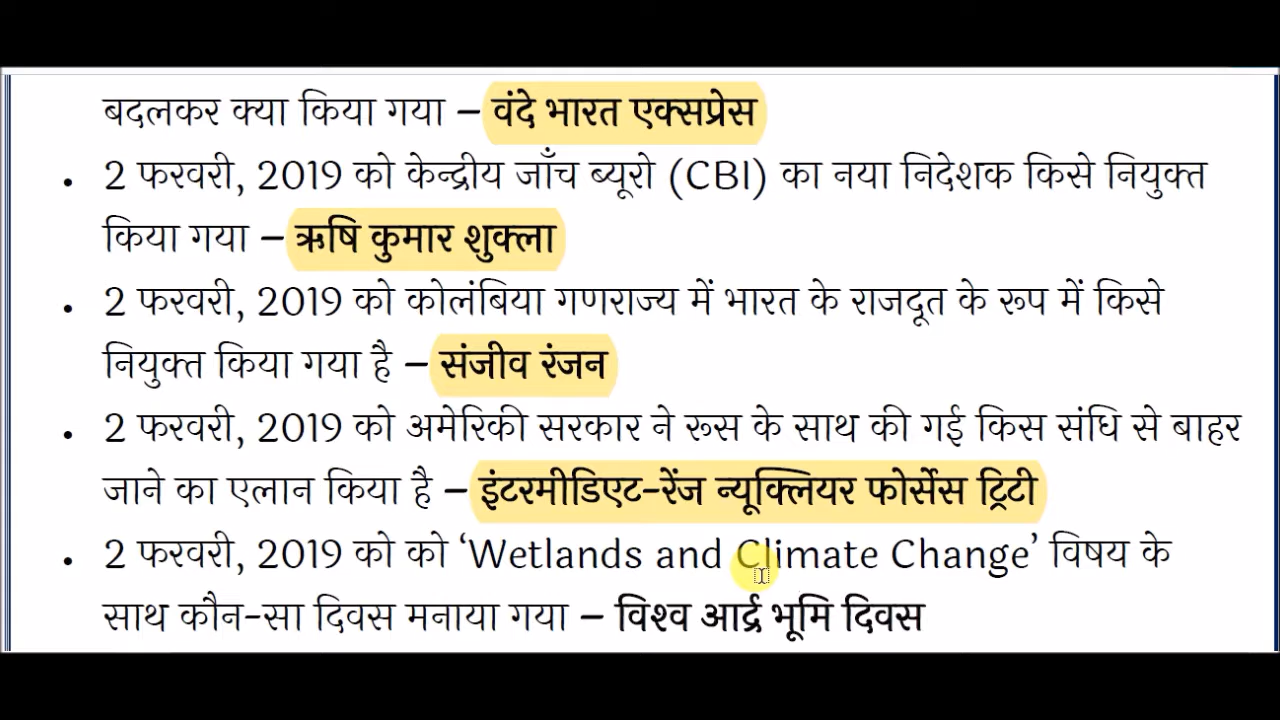 बदलकर क्या किया गया – वंदे भारत एक्सप्रेस
• 2 फरवरी, 2019 को केन्द्रीय जाँच ब्यूरो (CBI) का नया निदेशक किसे नियुक्त
किया गया – ऋषि कुमार शुक्ला
• 2 फरवरी, 2019 को कोलंबिया गणराज्य में भारत के राजदूत के रूप में किसे
नियुक्त किया गया है – संजीव रंजन
• 2 फरवरी, 2019 को अमेरिकी सरकार ने रूस के साथ की गई किस संधि से बाहर
जाने का एलान किया है – इंटरमीडिएट-रेंज न्यूक्लियर फोर्सेस ट्रिटी
• 2 फरवरी, 2019 को को ‘Wetlands and Climate Change’ विषय के
साथ कौन-सा दिवस मनाया गया – विश्व आर्द्र भूमि दिवस